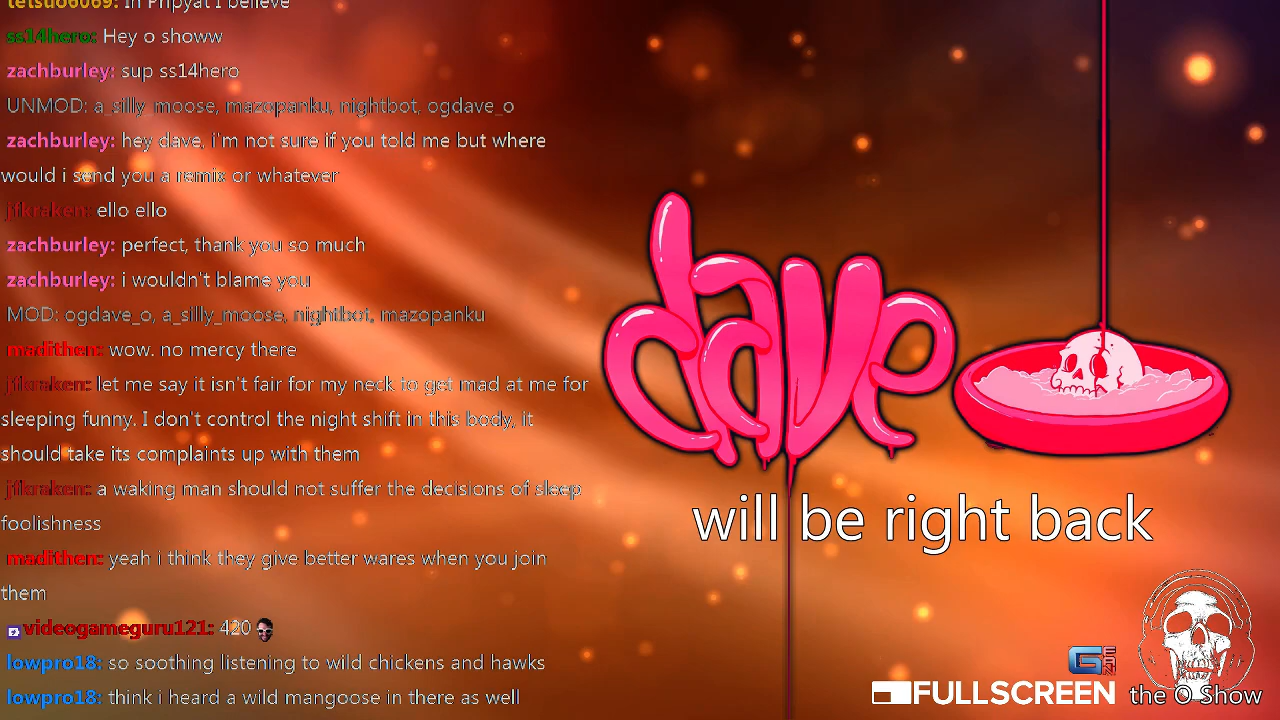 tetsuo6069: In Pripyat I believe
ss14hero: Hey o showw
zachburley: sup ss14hero
UNMOD: a_silly_moose, mazopanku, nightbot, ogdave_o
zachburley: hey dave, i'm not sure if you told me but where
would i send you a remix or whatever
jfkraken: ello ello
zachburley: perfect, thank you so much
zachburley: i wouldn't blame you
MOD: ogdave_o, a_silly_moose, nightbot, mazopanku
madithen: wow. no mercy there
jfkraken: let me say it isn't fair for my neck to get mad at me for
sleeping funny. I don't control the night shift in this body, it
should take its complaints up with them
jfkraken: a waking man should not suffer the decisions of sleep
foolishness
madithen: yeah i think they give better wares when you join
them
videogameguru121: 420
lowpro18: so soothing listening to wild chickens and hawks
lowpro18: think i heard a wild mangoose in there as well
dave
will be right back
FULLSCREEN
the O Show